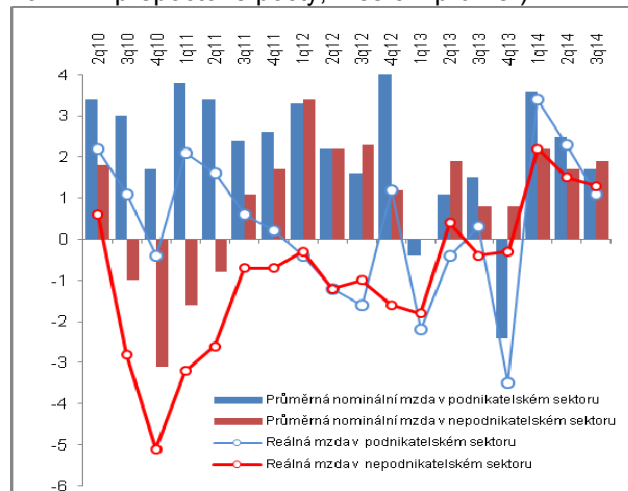 2q10 3q10 4q10 1q11 2q11 3q11 4q11 1q12 2q12 3q12 4q12 1q13 2q13 3q13 4q13 1q14 2q14 3q14
4
3
2
1
0
-1
-2
-3
-4
-5
-6
Průměrná nominální mzda v podnikatelském sektoru
Průměrná nominální mzda v nepodnikatelském sektoru
Reálná mzda v podnikatelském sektoru
Reálná mzda v nepodnikatelském sektoru